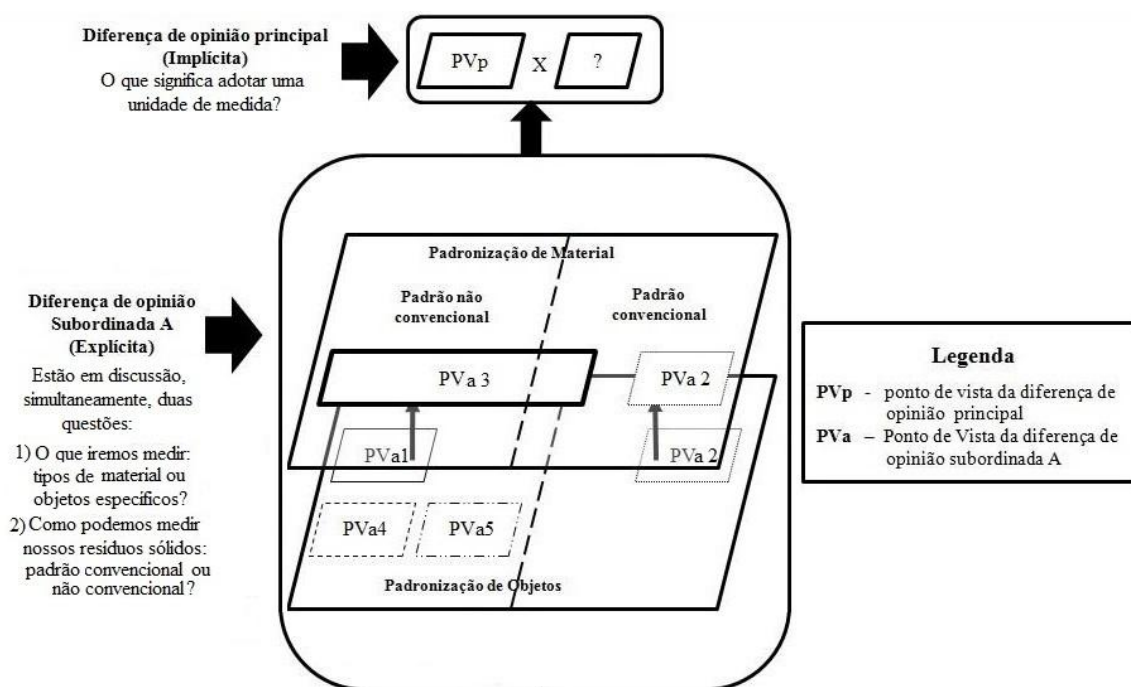 Diferença de opinião principal
(Implícita)
O que significa adotar uma
unidade de medida?
PVp X ?
Padronização de Material
Padrão não
convencional
Padrão
convencional
Diferença de opinião
Subordinada A
(Explícita)
Estão em discussão,
simultaneamente, duas
questões:
1) O que iremos medir:
tipos de material ou
objetos específicos?
2) Como podemos medir
nossos resíduos sólidos:
padrão convencional ou
não convencional?
PVa 3
PVa 2
PVa1
PVa 2
PVa4
PVa5
Padronização de Objetos
Legenda
PVp - ponto de vista da diferença de
opinião principal
PVa – Ponto de Vista da diferença de
opinião subordinada A